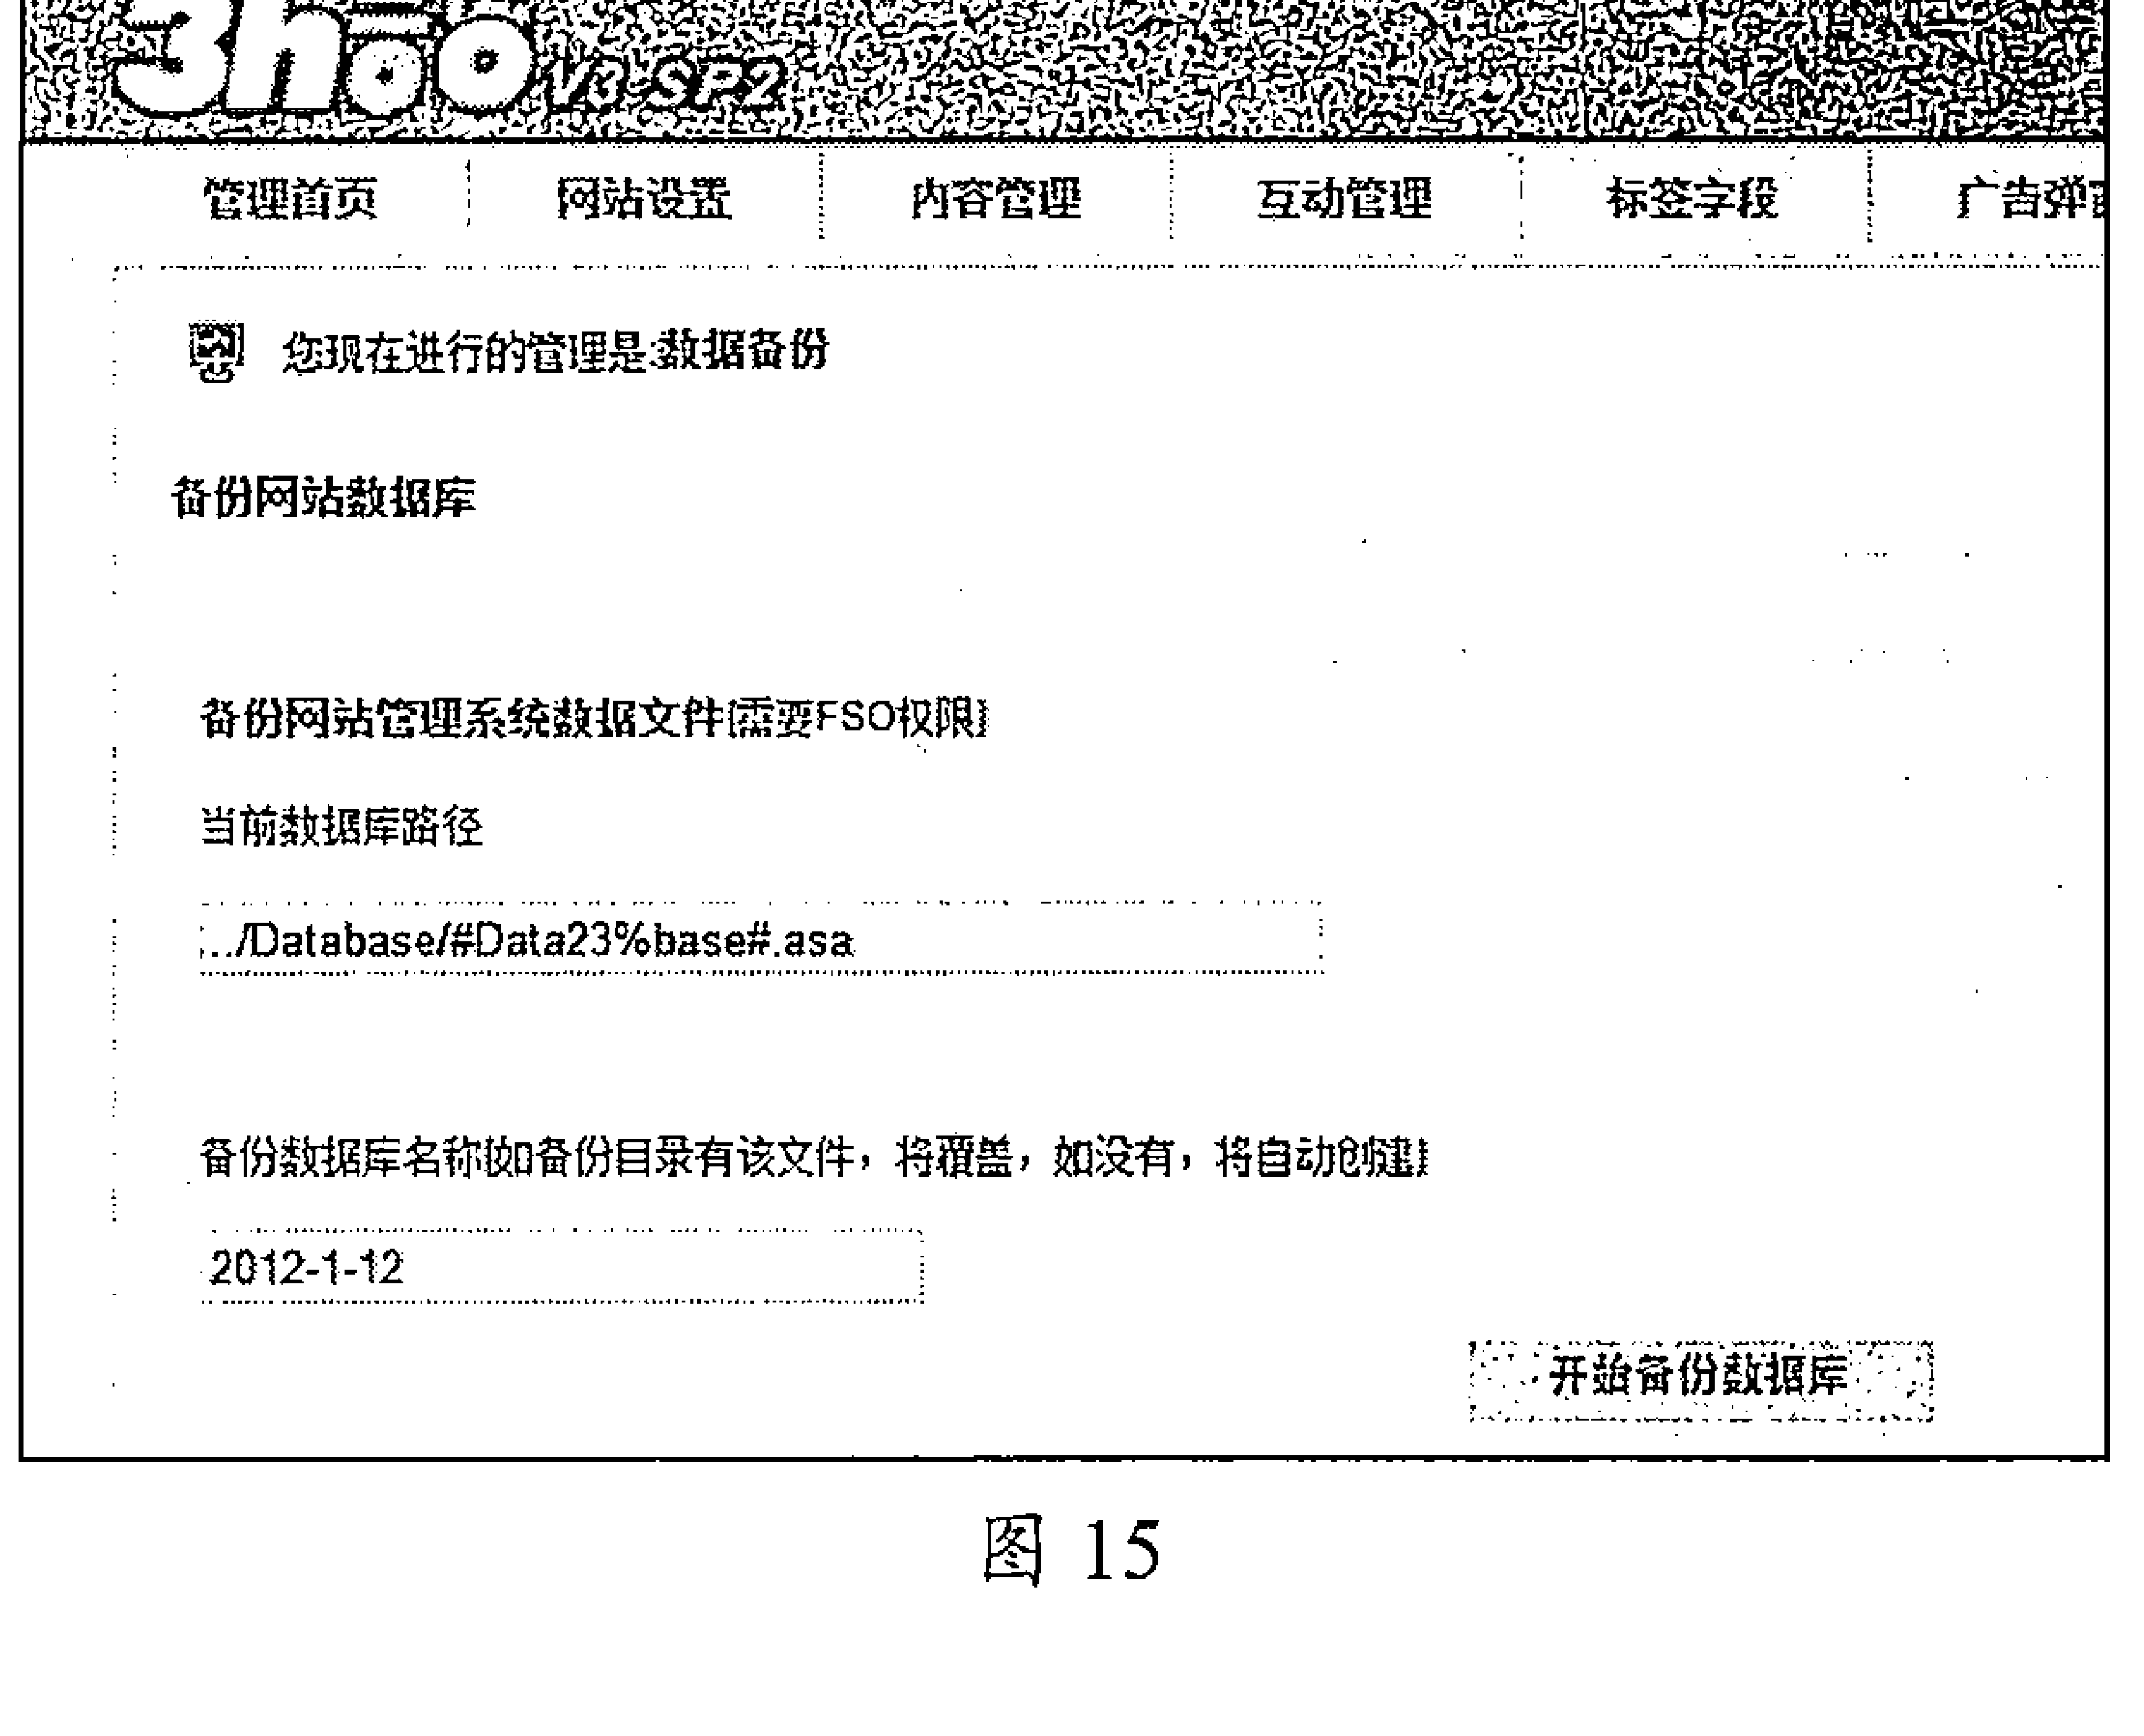 3hoo V3 SP2
管理首页 网站设置 内容管理 互动管理 标签字段 广告弹
您现在进行的管理是:数据备份
备份网站数据库
备份网站管理系统数据文件[需要FSO权限]
当前数据库路径
../Database/#Data23%base#.asa
备份数据库名称[如备份目录有该文件，将覆盖，如没有，将自动创建]
2012-1-12
开始备份数据库
图 15